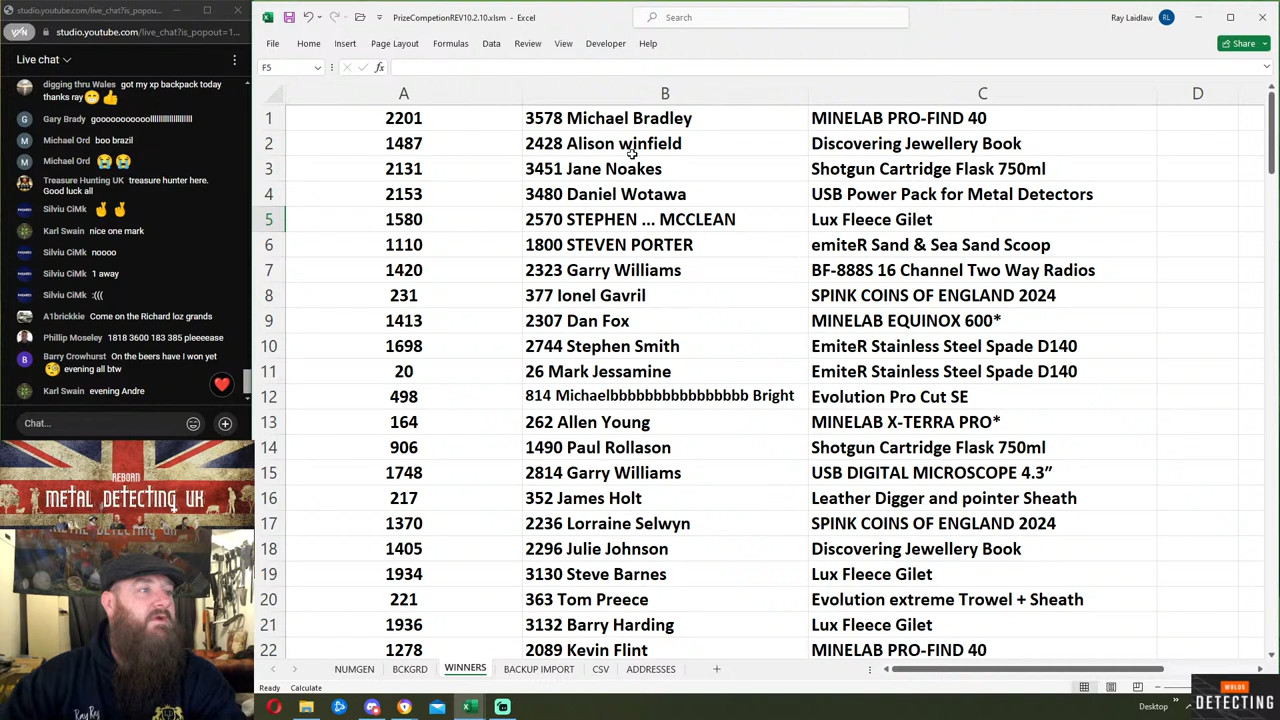 studio.youtube.com/live_chat?is_popou...
studio.youtube.com/live_chat?is_popout=1...
Live chat
digging thru Wales got my xp backpack today
thanks ray
G Gary Brady goooooooooollllllllllllllllllll
M Michael Ord boo brazil
M Michael Ord
Treasure Hunting UK treasure hunter here.
Good luck all
Silviu CiMk
Karl Swain nice one mark
Silviu CiMk noooo
Silviu CiMk 1 away
Silviu CiMk :(((
A1brickkie Come on the Richard loz grands
Phillip Moseley 1818 3600 183 385 pleeeease
B Barry Crowhurst On the beers have I won yet
evening all btw
Karl Swain evening Andre
Chat...
REBORN
METAL DETECTING UK
PrizeCompetionREV10.2.10.xlsm - Excel
Search
Ray Laidlaw RL
File Home Insert Page Layout Formulas Data Review View Developer Help Share
F5 fx
A B C D
1 2201 3578 Michael Bradley MINELAB PRO-FIND 40
2 1487 2428 Alison winfield Discovering Jewellery Book
3 2131 3451 Jane Noakes Shotgun Cartridge Flask 750ml
4 2153 3480 Daniel Wotawa USB Power Pack for Metal Detectors
5 1580 2570 STEPHEN ... MCCLEAN Lux Fleece Gilet
6 1110 1800 STEVEN PORTER emiteR Sand & Sea Sand Scoop
7 1420 2323 Garry Williams BF-888S 16 Channel Two Way Radios
8 231 377 Ionel Gavril SPINK COINS OF ENGLAND 2024
9 1413 2307 Dan Fox MINELAB EQUINOX 600*
10 1698 2744 Stephen Smith EmiteR Stainless Steel Spade D140
11 20 26 Mark Jessamine EmiteR Stainless Steel Spade D140
12 498 814 Michaelbbbbbbbbbbbbbbbb Bright Evolution Pro Cut SE
13 164 262 Allen Young MINELAB X-TERRA PRO*
14 906 1490 Paul Rollason Shotgun Cartridge Flask 750ml
15 1748 2814 Garry Williams USB DIGITAL MICROSCOPE 4.3”
16 217 352 James Holt Leather Digger and pointer Sheath
17 1370 2236 Lorraine Selwyn SPINK COINS OF ENGLAND 2024
18 1405 2296 Julie Johnson Discovering Jewellery Book
19 1934 3130 Steve Barnes Lux Fleece Gilet
20 221 363 Tom Preece Evolution extreme Trowel + Sheath
21 1936 3132 Barry Harding Lux Fleece Gilet
22 1278 2089 Kevin Flint MINELAB PRO-FIND 40
NUMGEN BCKGRD WINNERS BACKUP IMPORT CSV ADDRESSES
Ready Calculate
Desktop
DETECTING